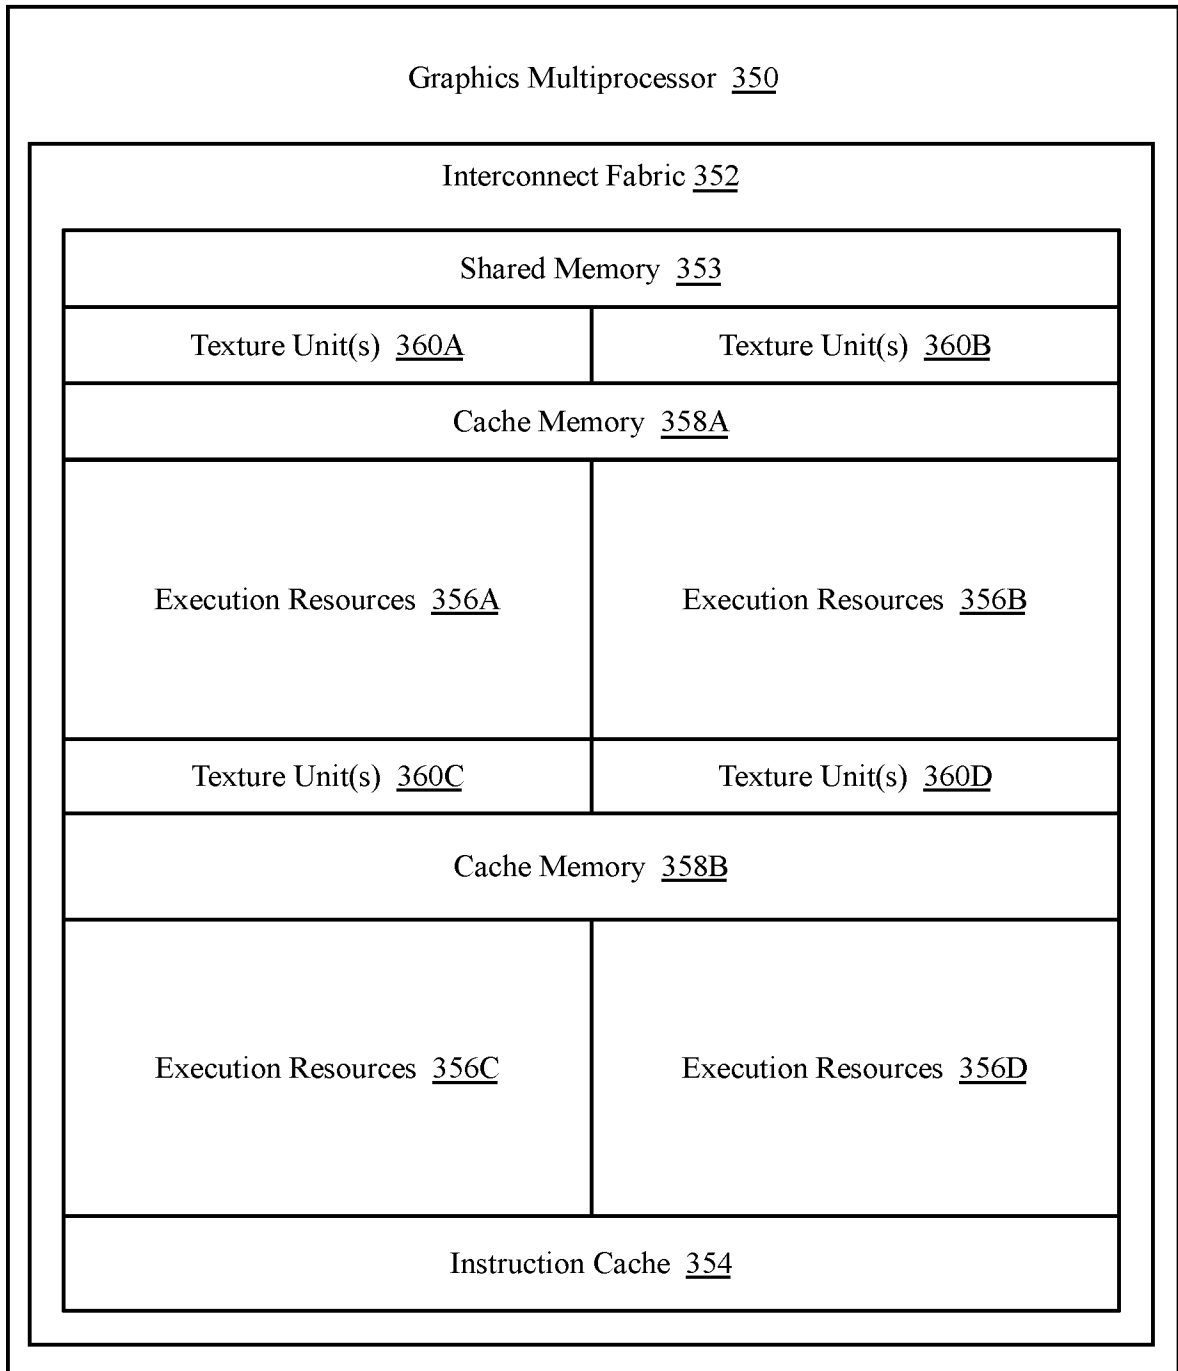 Graphics Multiprocessor 350
Interconnect Fabric 352
Shared Memory 353
Texture Unit(s) 360A
Texture Unit(s) 360B
Cache Memory 358A
Execution Resources 356A
Execution Resources 356B
Texture Unit(s) 360C
Texture Unit(s) 360D
Cache Memory 358B
Execution Resources 356C
Execution Resources 356D
Instruction Cache 354